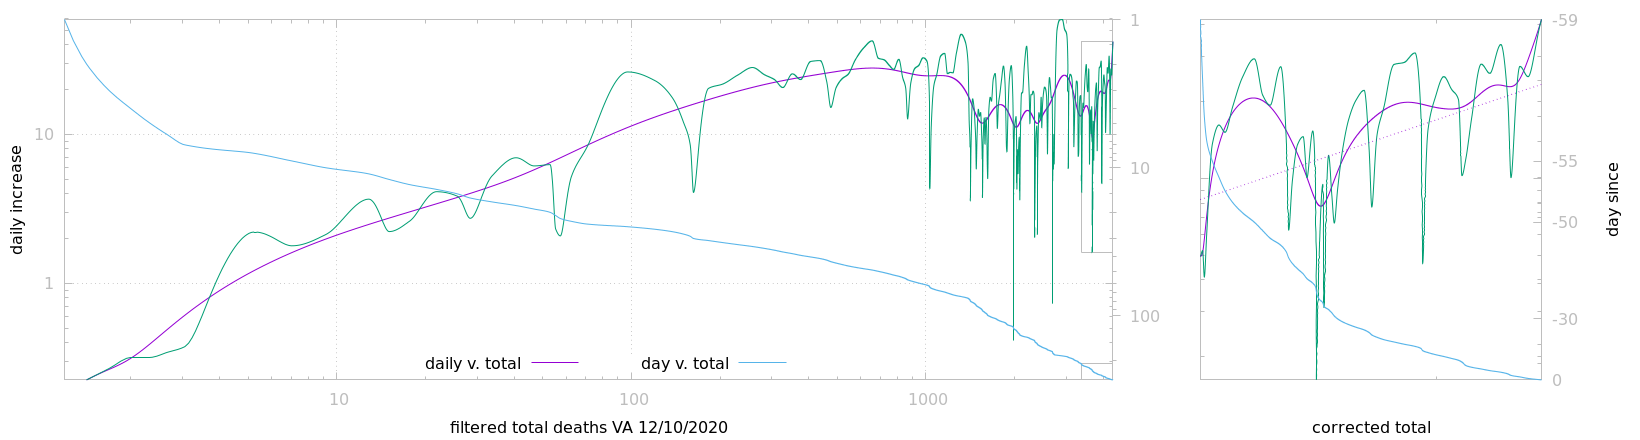 daily increase
10
1
daily v. total
day v. total
10
100
1000
filtered total deaths VA 12/10/2020
1
10
100
-59
-55
-50
-30
0
day since
corrected total